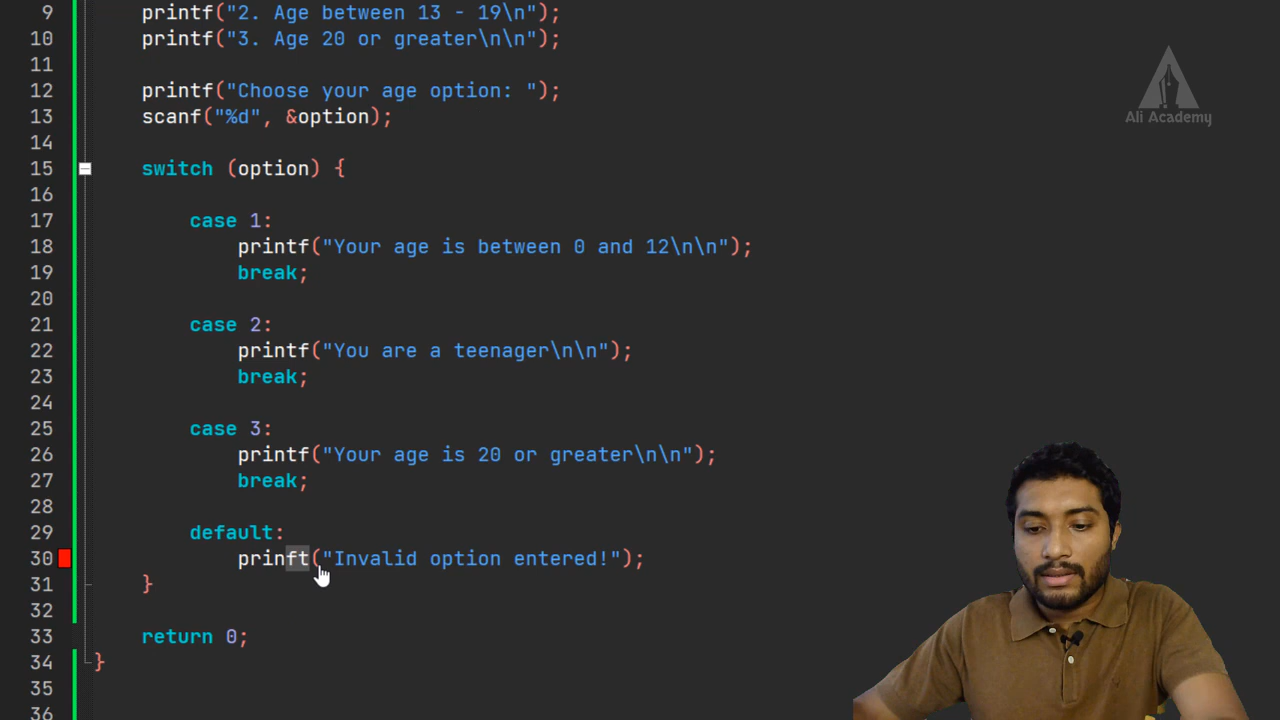 9 printf("2. Age between 13 - 19\n");
10 printf("3. Age 20 or greater\n\n");
11
12 printf("Choose your age option: ");
13 scanf("%d", &option);
14
15 switch (option) {
16
17 case 1:
18 printf("Your age is between 0 and 12\n\n");
19 break;
20
21 case 2:
22 printf("You are a teenager\n\n");
23 break;
24
25 case 3:
26 printf("Your age is 20 or greater\n\n");
27 break;
28
29 default:
30 prinft("Invalid option entered!");
31 }
32
33 return 0;
34 }
35
36
Ali Academy